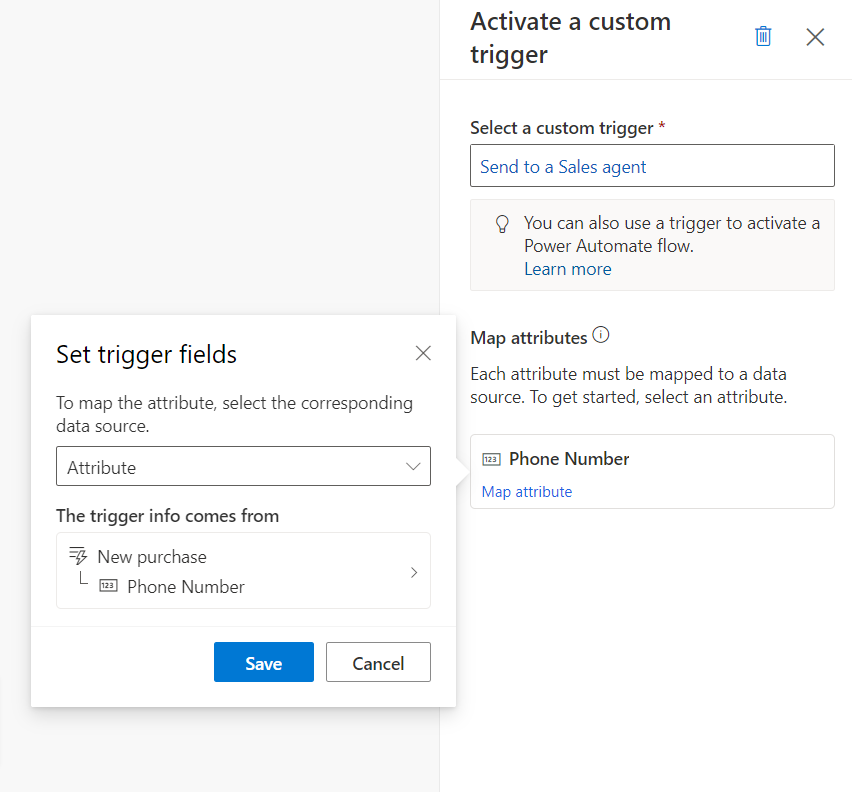 Activate a custom
trigger
Select a custom trigger *
Send to a Sales agent
You can also use a trigger to activate a
Power Automate flow.
Learn more
Map attributes
Each attribute must be mapped to a data
source. To get started, select an attribute.
123 Phone Number
Map attribute
Set trigger fields
To map the attribute, select the corresponding
data source.
Attribute
The trigger info comes from
New purchase
123 Phone Number
Save Cancel